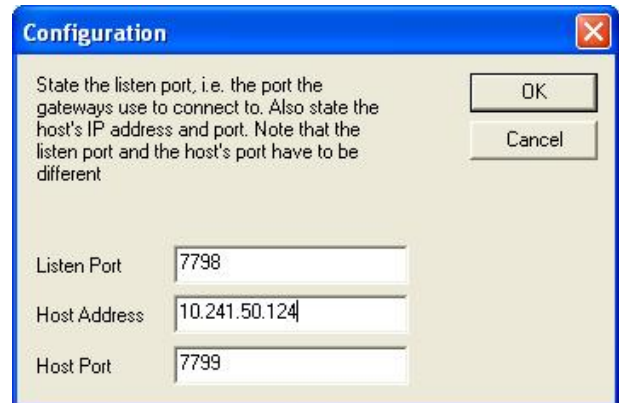 Configuration
State the listen port, i.e. the port the
gateways use to connect to. Also state the
host's IP address and port. Note that the
listen port and the host's port have to be
different
OK
Cancel
Listen Port 7798
Host Address 10.241.50.124
Host Port 7799